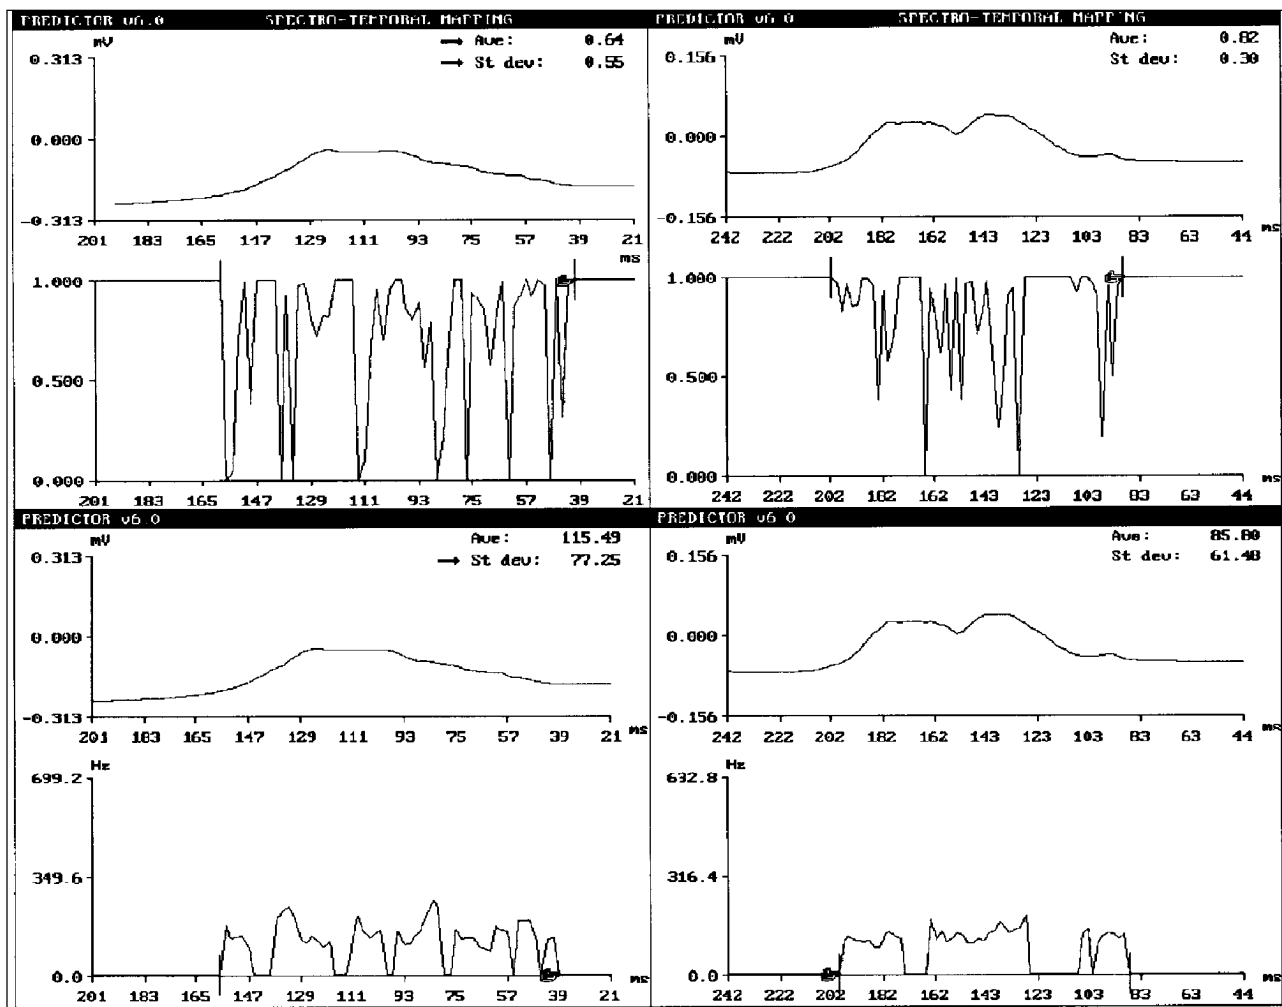 PREDICTOR v6.0 SPECTRO-TEMPORAL MAPPING
mV
Ave: 0.64
St dev: 0.55
0.313
0.000
-0.313
201 183 165 147 129 111 93 75 57 39 21
ms
1.000
0.500
0.000
201 183 165 147 129 111 93 75 57 39 21
PREDICTOR v6.0 SPECTRO-TEMPORAL MAPPING
mV
Ave: 0.82
St dev: 0.30
0.156
0.000
-0.156
242 222 202 182 162 143 123 103 83 63 44 ms
1.000
0.500
0.000
242 222 202 182 162 143 123 103 83 63 44
PREDICTOR v6.0
mV
Ave: 115.49
St dev: 77.25
0.313
0.000
-0.313
201 183 165 147 129 111 93 75 57 39 21 ms
Hz
699.2
349.6
0.0
201 183 165 147 129 111 93 75 57 39 21 ms
PREDICTOR v6.0
mV
Ave: 85.80
St dev: 61.48
0.156
0.000
-0.156
242 222 202 182 162 143 123 103 83 63 44 ms
Hz
632.8
316.4
0.0
242 222 202 182 162 143 123 103 83 63 44 ms